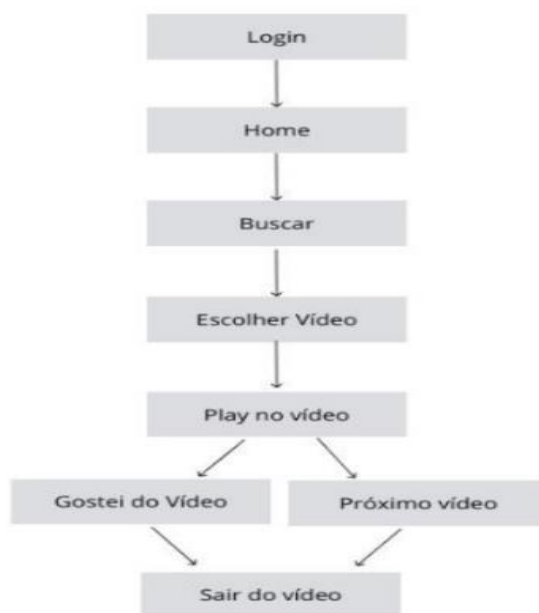 Login
Home
Buscar
Escolher Vídeo
Play no vídeo
Gostei do Vídeo
Próximo vídeo
Sair do vídeo